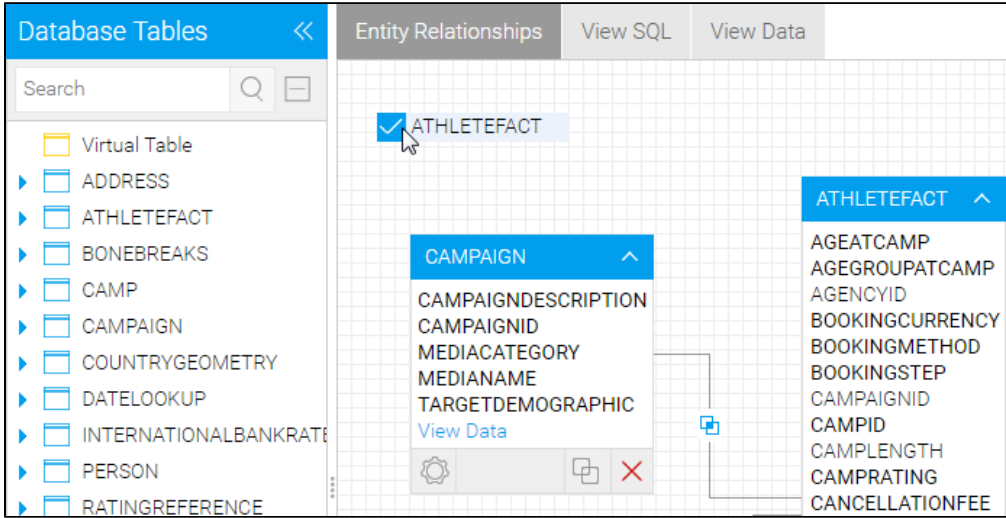 Database Tables
Search
Virtual Table
ADDRESS
ATHLETEFACT
BONEBREAKS
CAMP
CAMPAIGN
COUNTRYGEOMETRY
DATELOOKUP
INTERNATIONALBANKRATE
PERSON
RATINGREFERENCE
Entity Relationships
View SQL
View Data
ATHLETEFACT
CAMPAIGN
CAMPAIGNDESCRIPTION
CAMPAIGNID
MEDIACATEGORY
MEDIANAME
TARGETDEMOGRAPHIC
View Data
ATHLETEFACT
AGEATCAMP
AGEGROUPATCAMP
AGENCYID
BOOKINGCURRENCY
BOOKINGMETHOD
BOOKINGSTEP
CAMPAIGNID
CAMPID
CAMPLENGTH
CAMPRATING
CANCELLATIONFEE